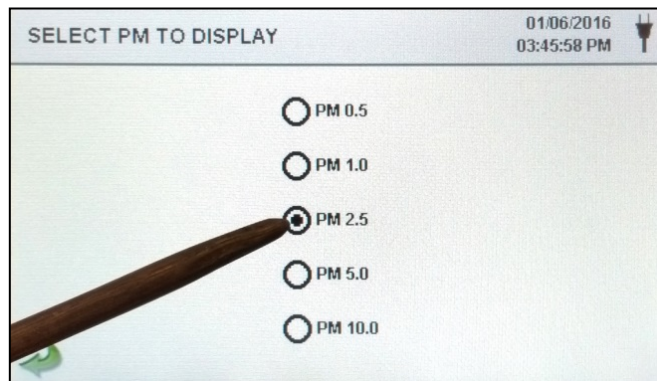 SELECT PM TO DISPLAY
01/06/2016
03:45:58 PM
PM 0.5
PM 1.0
PM 2.5
PM 5.0
PM 10.0